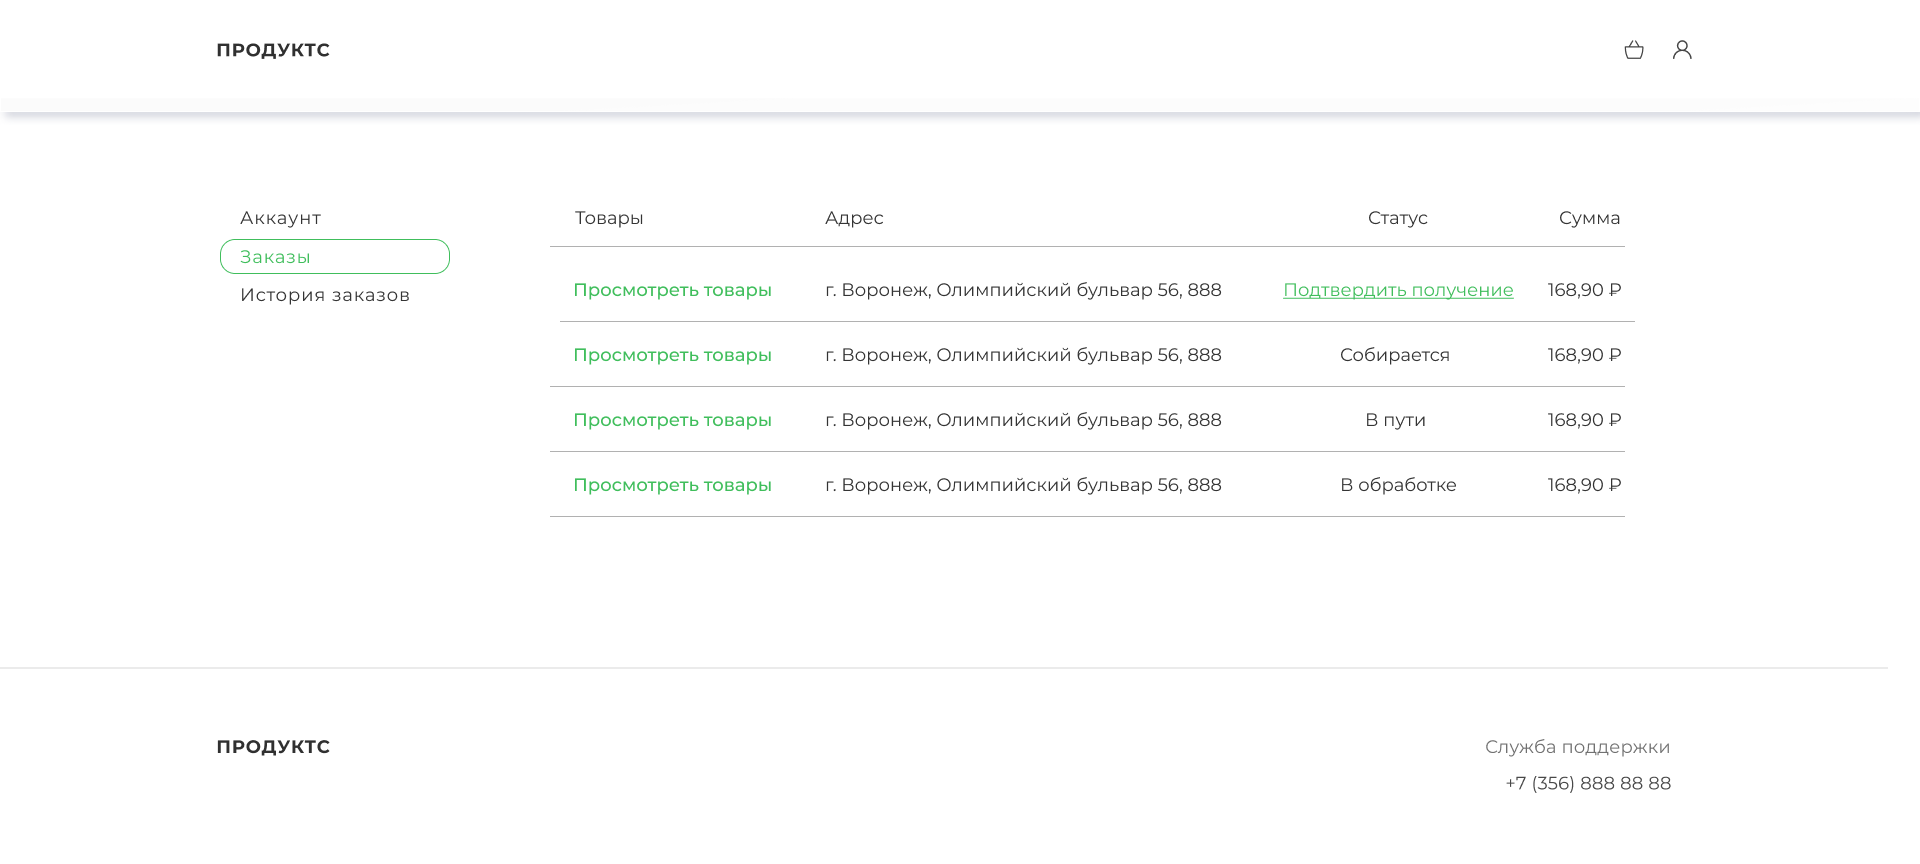 ПРОДУКТС
Аккаунт
Заказы
История заказов
Товары Адрес Статус Сумма
Просмотреть товары г. Воронеж, Олимпийский бульвар 56, 888 Подтвердить получение 168,90 ₽
Просмотреть товары г. Воронеж, Олимпийский бульвар 56, 888 Собирается 168,90 ₽
Просмотреть товары г. Воронеж, Олимпийский бульвар 56, 888 В пути 168,90 ₽
Просмотреть товары г. Воронеж, Олимпийский бульвар 56, 888 В обработке 168,90 ₽
ПРОДУКТС
Служба поддержки
+7 (356) 888 88 88